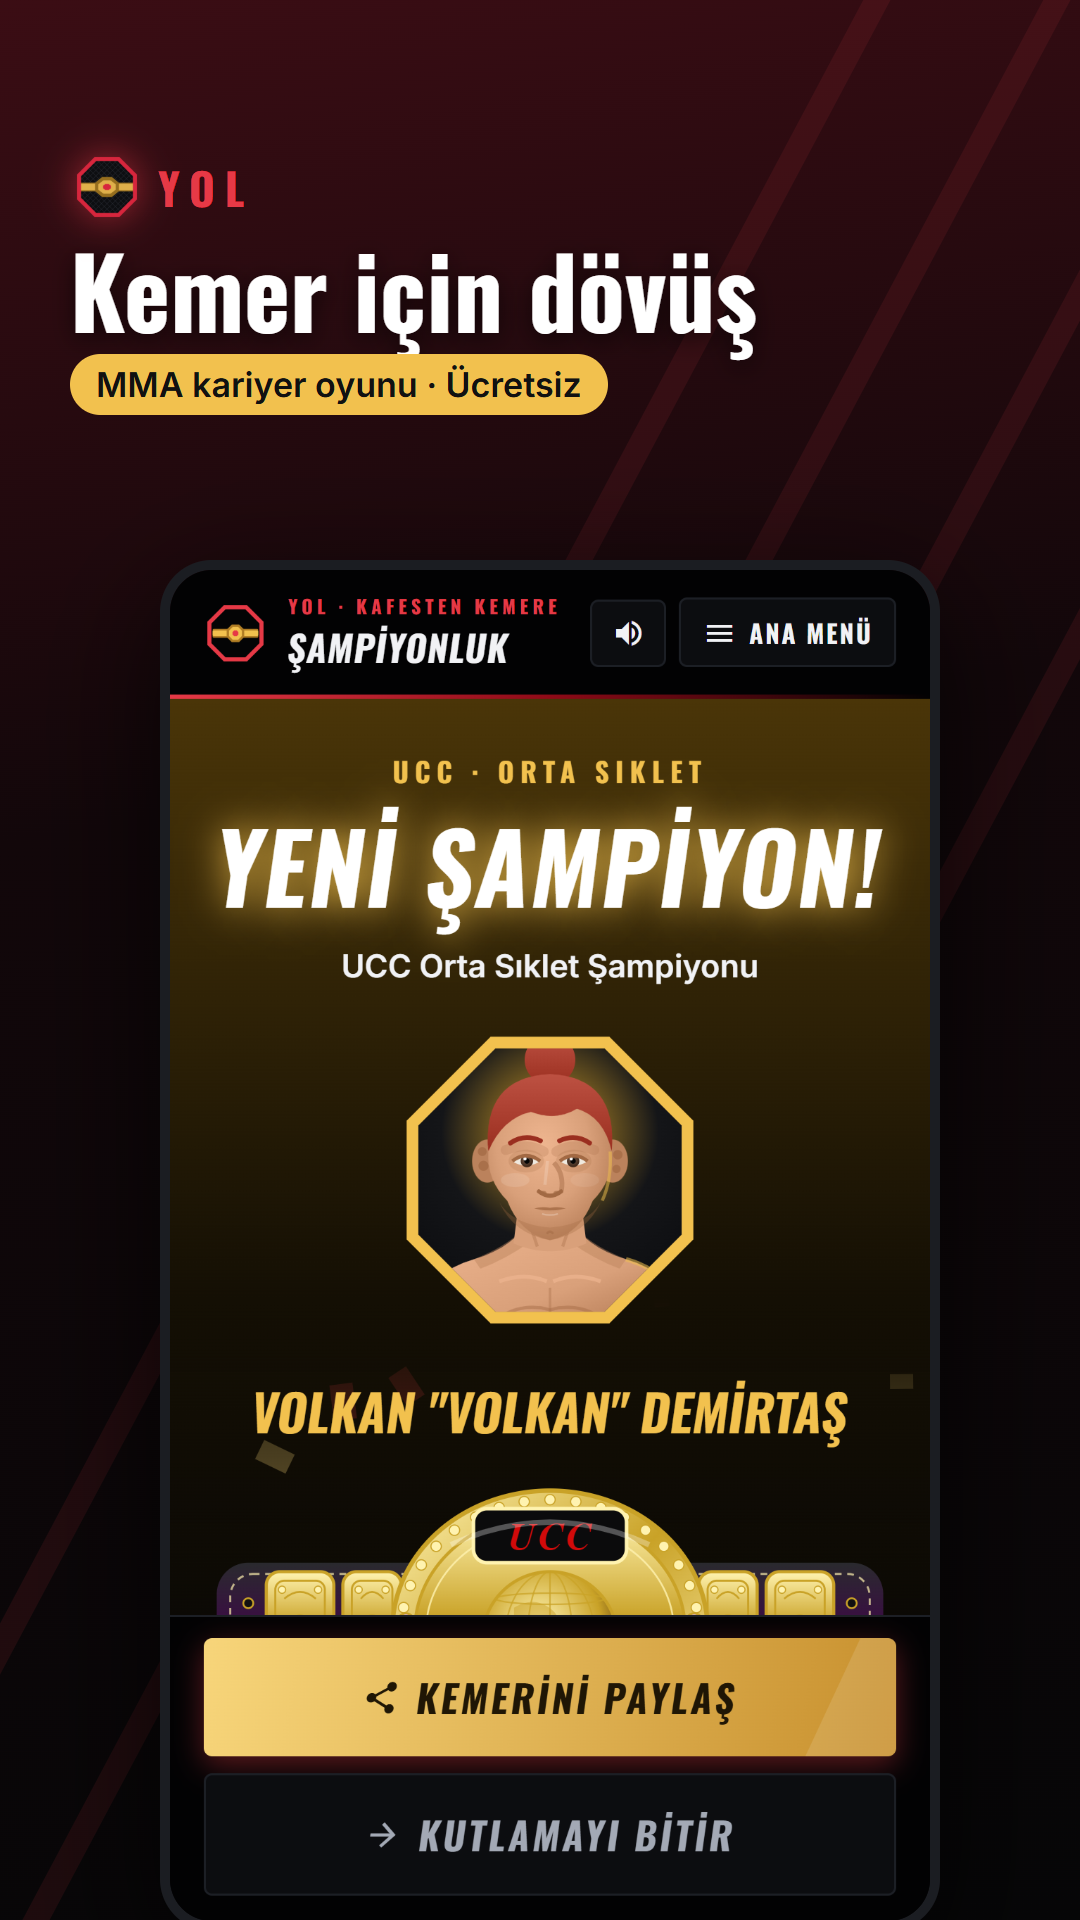 YOL
Kemer için dövüş
MMA kariyer oyunu · Ücretsiz
YOL · KAFESTEN KEMERE
ŞAMPİYONLUK
ANA MENÜ
UCC · ORTA SIKLET
YENİ ŞAMPİYON!
UCC Orta Sıklet Şampiyonu
VOLKAN "VOLKAN" DEMİRTAŞ
UCC
KEMERİNİ PAYLAŞ
KUTLAMAYI BİTİR